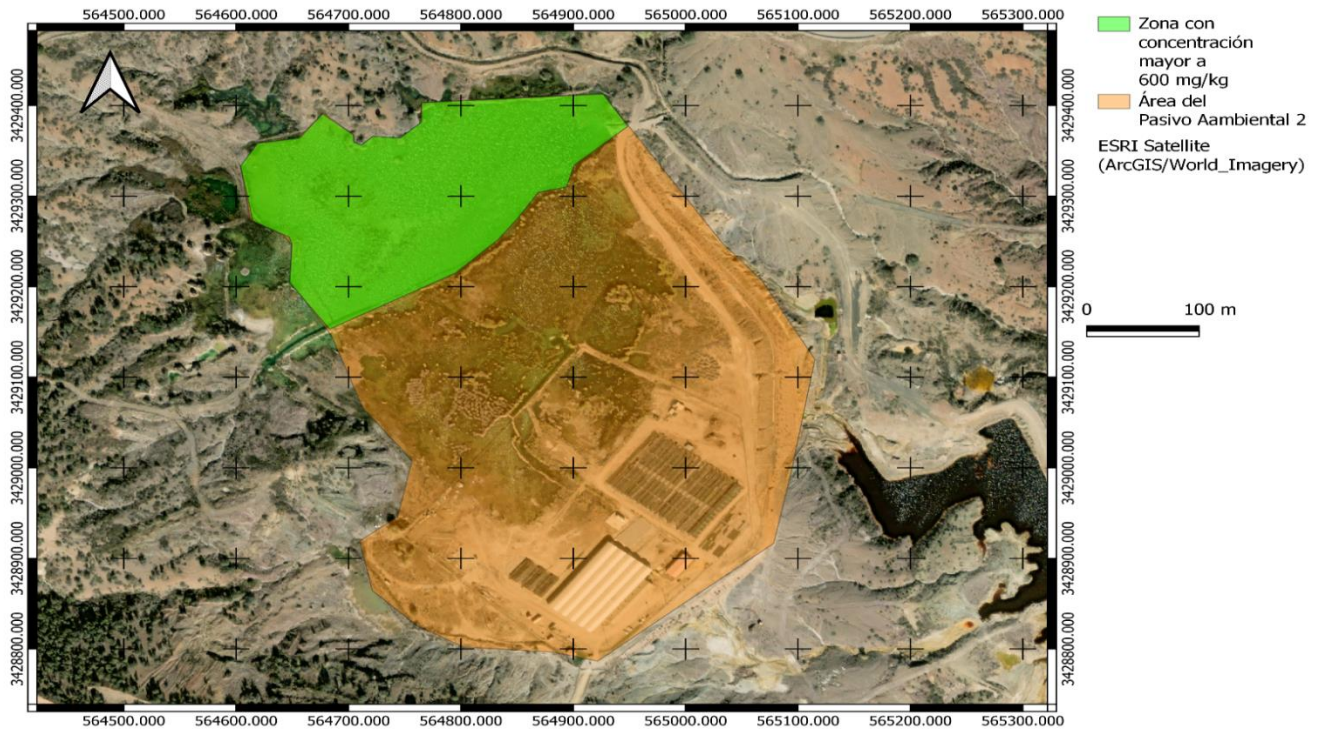 564500.000 564600.000 564700.000 564800.000 564900.000 565000.000 565100.000 565200.000 565300.000
Zona con
concentración
mayor a
600 mg/kg
Área del
Pasivo Aambiental 2
ESRI Satellite
(ArcGIS/World_Imagery)
0 100 m
3429400.000
3429300.000
3429200.000
3429100.000
3429000.000
3428900.000
3428800.000
3429400.000
3429300.000
3429200.000
3429100.000
3429000.000
3428900.000
3428800.000
564500.000 564600.000 564700.000 564800.000 564900.000 565000.000 565100.000 565200.000 565300.000